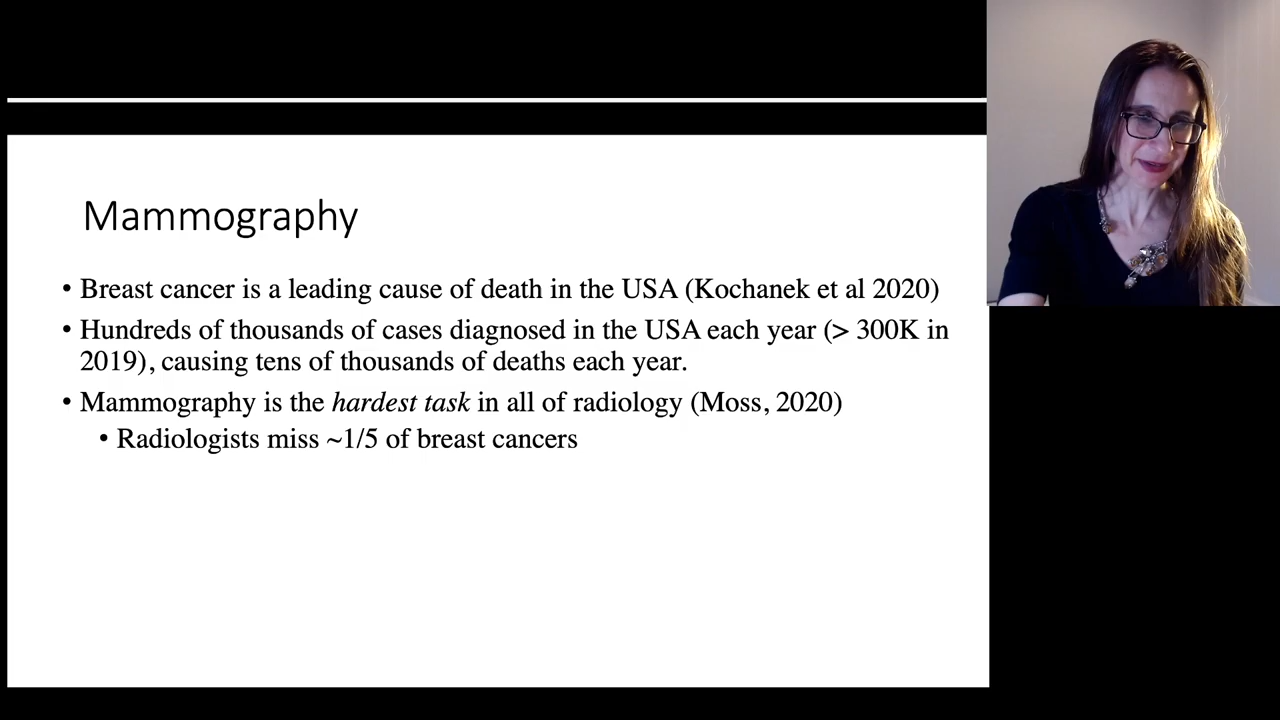 Mammography
• Breast cancer is a leading cause of death in the USA (Kochanek et al 2020)
• Hundreds of thousands of cases diagnosed in the USA each year (> 300K in
2019), causing tens of thousands of deaths each year.
• Mammography is the hardest task in all of radiology (Moss, 2020)
• Radiologists miss ~1/5 of breast cancers